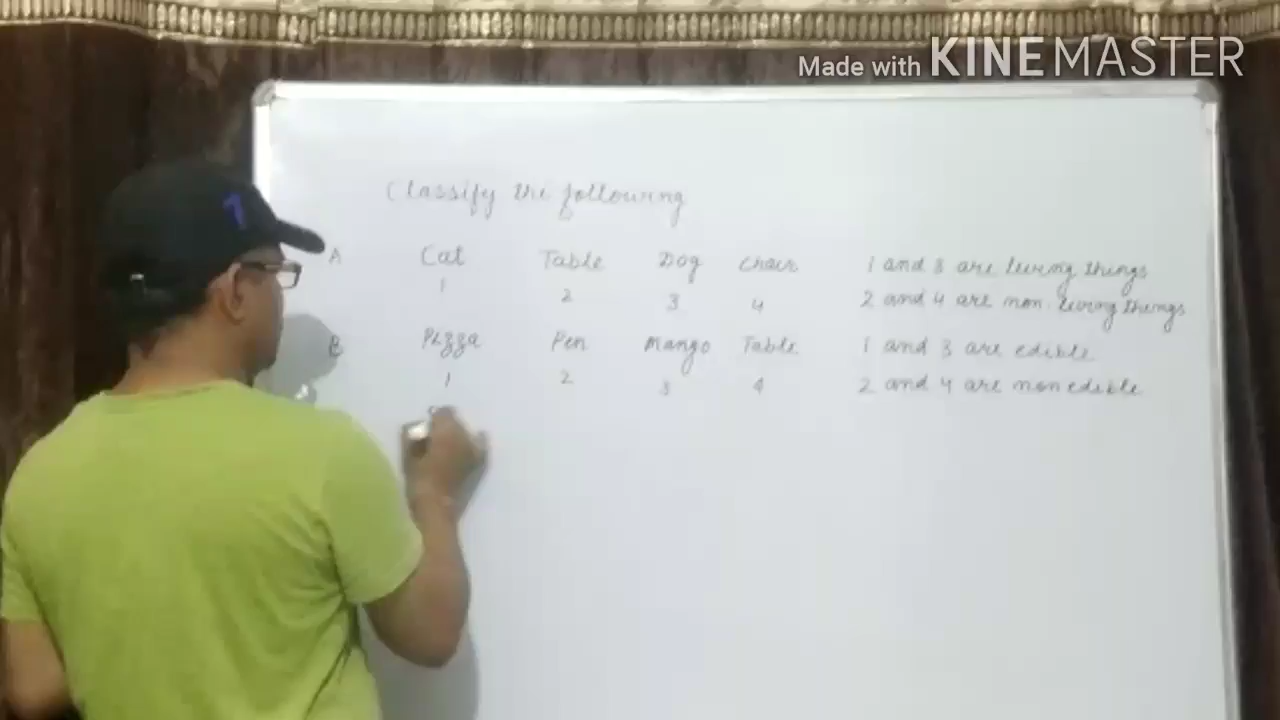 Made with KINEMASTER
Classify the following
A Cat Table Dog Chair 1 and 3 are living things
1 2 3 4 2 and 4 are non living things
B Pizza Pen Mango Table 1 and 3 are edible
1 2 3 4 2 and 4 are non edible